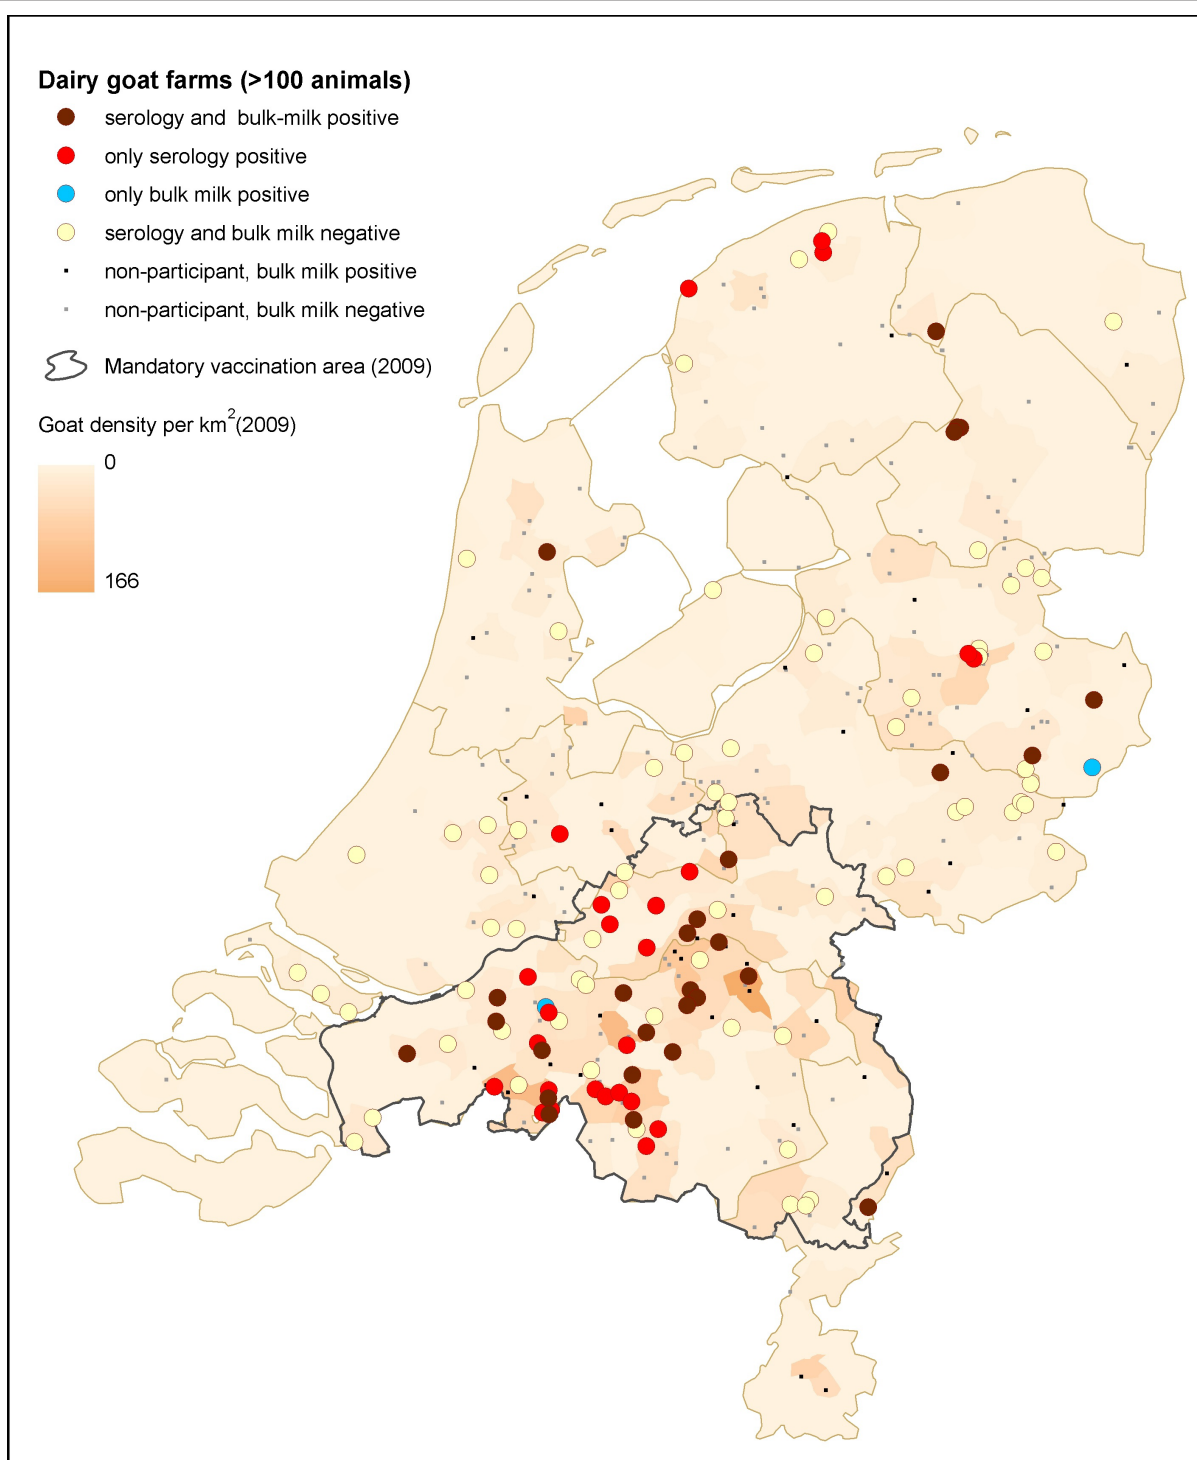 Dairy goat farms (>100 animals)
serology and bulk-milk positive
only serology positive
only bulk milk positive
serology and bulk milk negative
non-participant, bulk milk positive
non-participant, bulk milk negative
Mandatory vaccination area (2009)
Goat density per km2(2009)
0
166